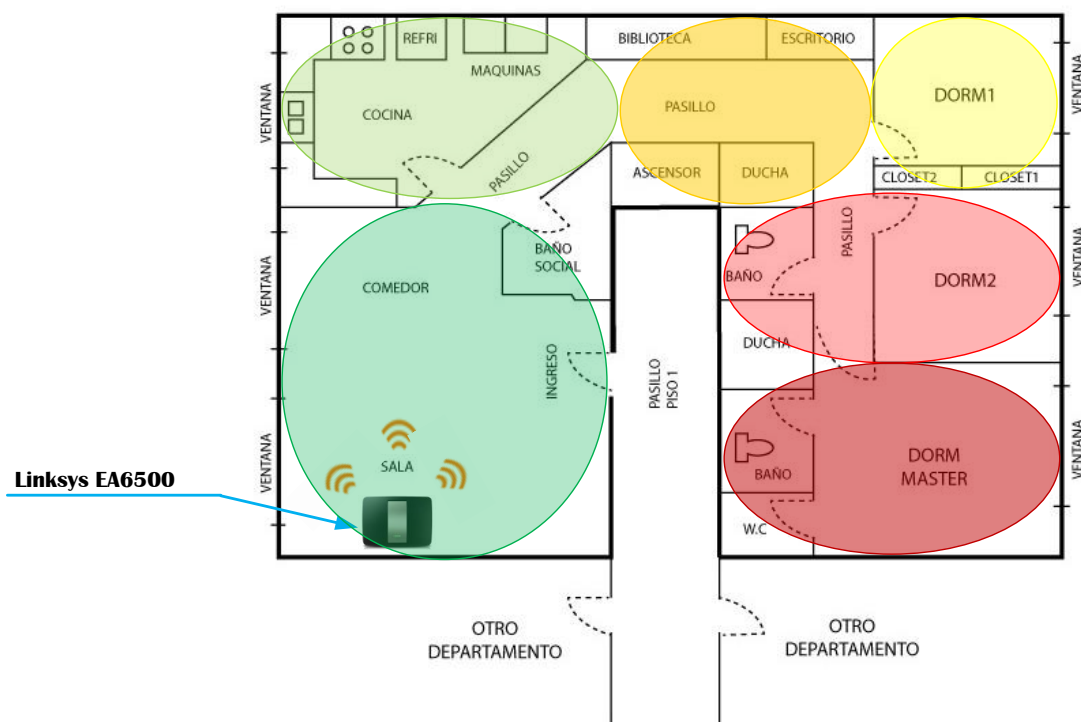 REFRI
BIBLIOTECA
ESCRITORIO
MAQUINAS
VENTANA
COCINA
PASILLO
DORM1
VENTANA
PASILLO
ASCENSOR
DUCHA
CLOSET2
CLOSET1
VENTANA
COMEDOR
BAÑO
SOCIAL
BAÑO
PASILLO
DORM2
VENTANA
INGRESO
PASILLO
PISO 1
DUCHA
VENTANA
SALA
BAÑO
DORM
MASTER
VENTANA
Linksys EA6500
W.C
OTRO
DEPARTAMENTO
OTRO
DEPARTAMENTO